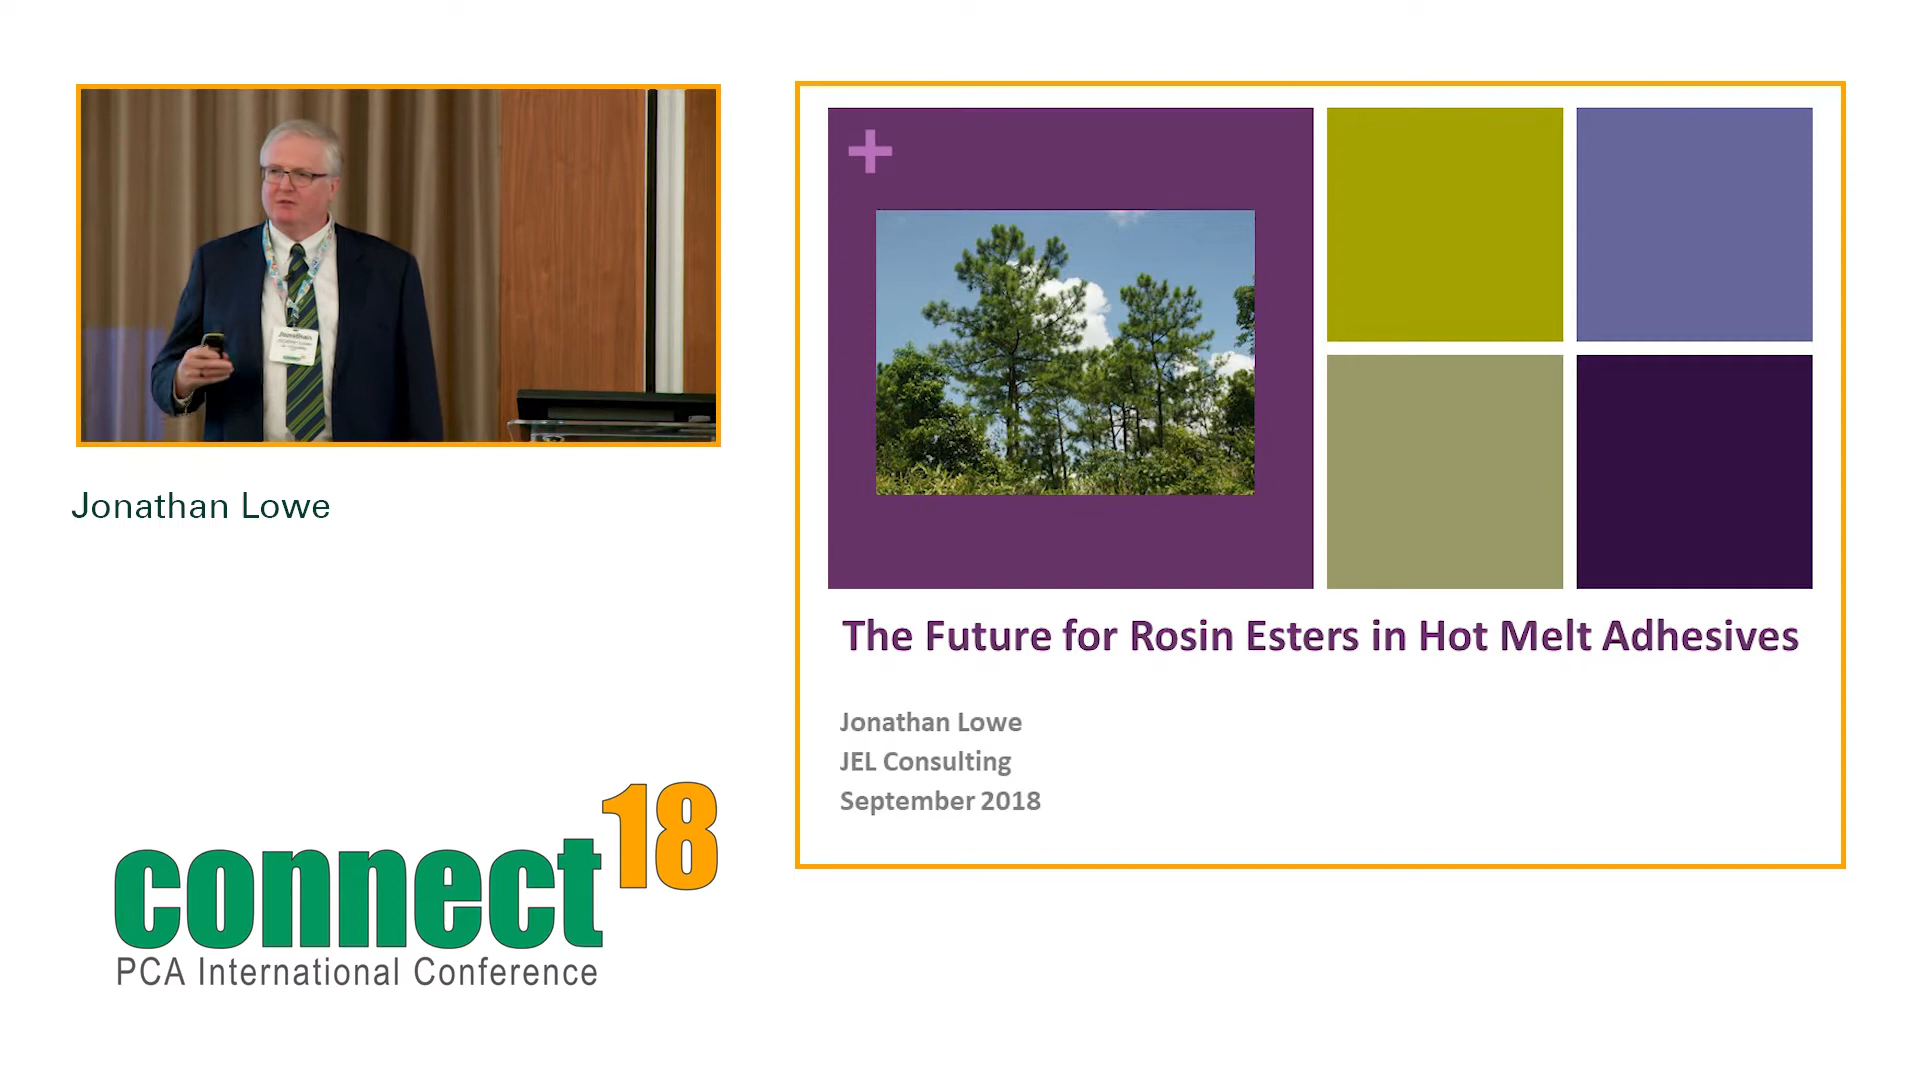 Jonathan Lowe
connect18
PCA International Conference
+
The Future for Rosin Esters in Hot Melt Adhesives
Jonathan Lowe
JEL Consulting
September 2018